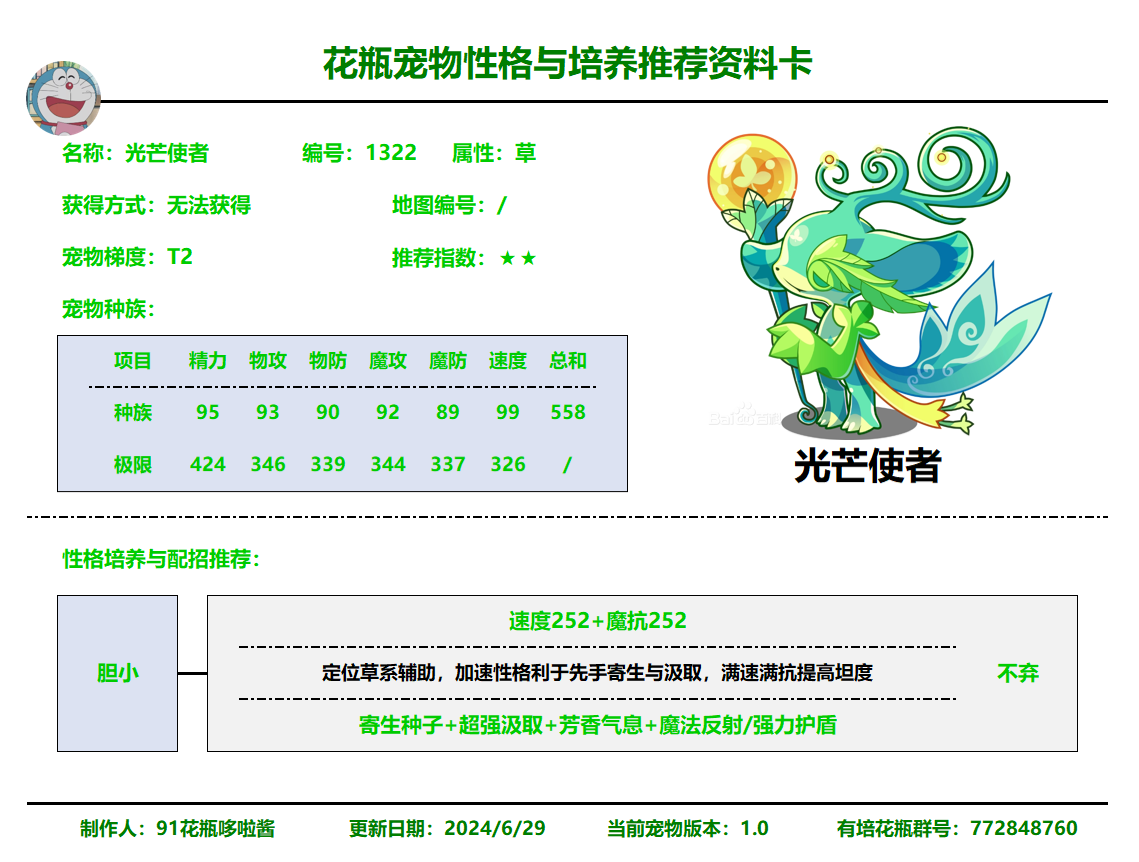 花瓶宠物性格与培养推荐资料卡
名称：光芒使者 编号：1322 属性：草
获得方式：无法获得 地图编号：/
宠物梯度：T2 推荐指数：★★
宠物种族：
项目 精力 物攻 物防 魔攻 魔防 速度 总和
种族 95 93 90 92 89 99 558
极限 424 346 339 344 337 326 /
Baidu百科
光芒使者
性格培养与配招推荐：
速度252+魔抗252
胆小 定位草系辅助，加速性格利于先手寄生与汲取，满速满抗提高坦度 不弃
寄生种子+超强汲取+芳香气息+魔法反射/强力护盾
制作人：91花瓶哆啦酱 更新日期：2024/6/29 当前宠物版本：1.0 有培花瓶群号：772848760